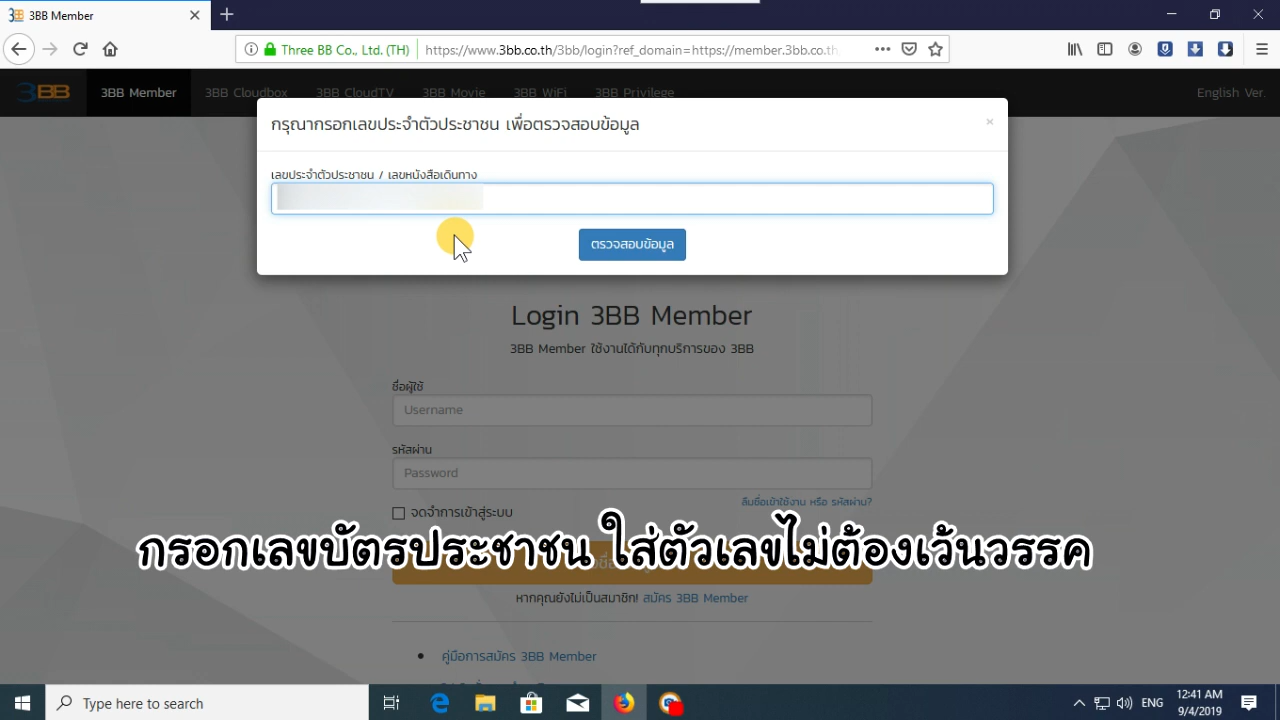 3BB Member
Three BB Co., Ltd. (TH)
https://www.3bb.co.th/3bb/login?ref_domain=https://member.3bb.co.th
3BB
3BB Member
3BB Cloudbox
3BB CloudTV
3BB Movie
3BB WiFi
3BB Privilege
English Ver.
กรุณากรอกเลขประจำตัวประชาชน เพื่อตรวจสอบข้อมูล
×
เลขประจำตัวประชาชน / เลขหนังสือเดินทาง
ตรวจสอบข้อมูล
Login 3BB Member
3BB Member ใช้งานได้กับทุกบริการของ 3BB
ชื่อผู้ใช้
Username
รหัสผ่าน
Password
ลืมชื่อเข้าใช้งาน หรือ รหัสผ่าน?
จดจำการเข้าสู่ระบบ
กรอกเลขบัตรประชาชน ใส่ตัวเลขไม่ต้องเว้นวรรค
หากคุณยังไม่เป็นสมาชิก! สมัคร 3BB Member
คู่มือการสมัคร 3BB Member
Type here to search
ENG
12:41 AM
9/4/2019